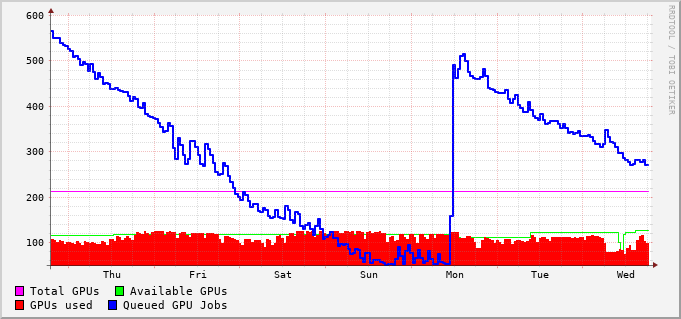 600
500
400
300
200
100
Thu Fri Sat Sun Mon Tue Wed
Total GPUs Available GPUs
GPUs used Queued GPU Jobs
RRDTOOL / TOBI OETIKER